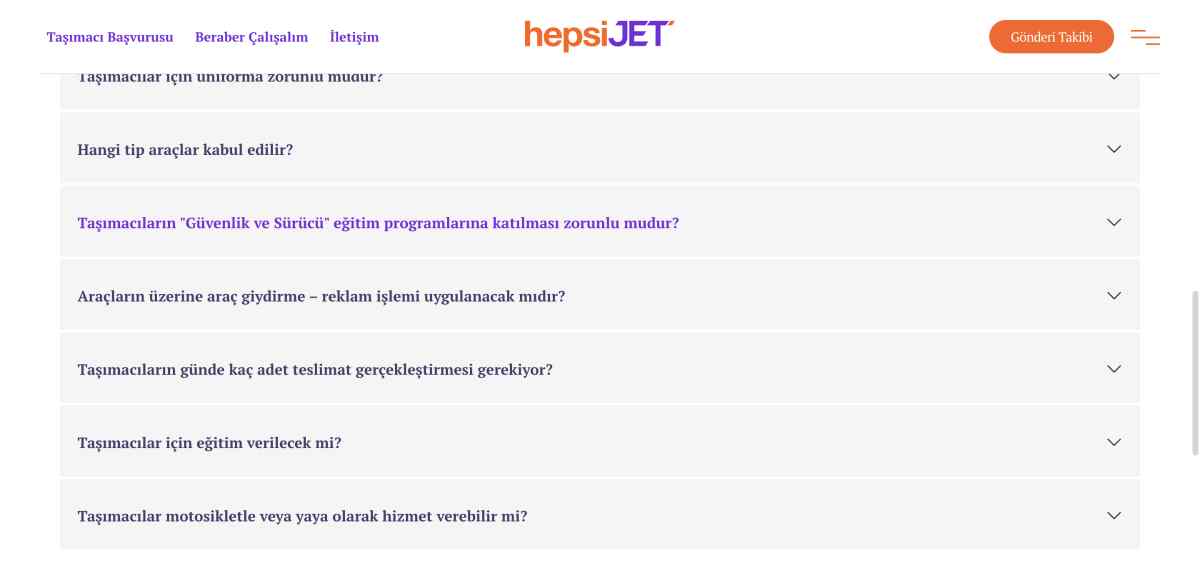 Taşımacı Başvurusu Beraber Çalışalım İletişim hepsiJET Gönderi Takibi
Taşımacılar için üniforma zorunlu mudur?
Hangi tip araçlar kabul edilir?
Taşımacıların "Güvenlik ve Sürücü" eğitim programlarına katılması zorunlu mudur?
Araçların üzerine araç giydirme – reklam işlemi uygulanacak mıdır?
Taşımacıların günde kaç adet teslimat gerçekleştirmesi gerekiyor?
Taşımacılar için eğitim verilecek mi?
Taşımacılar motosikletle veya yaya olarak hizmet verebilir mi?